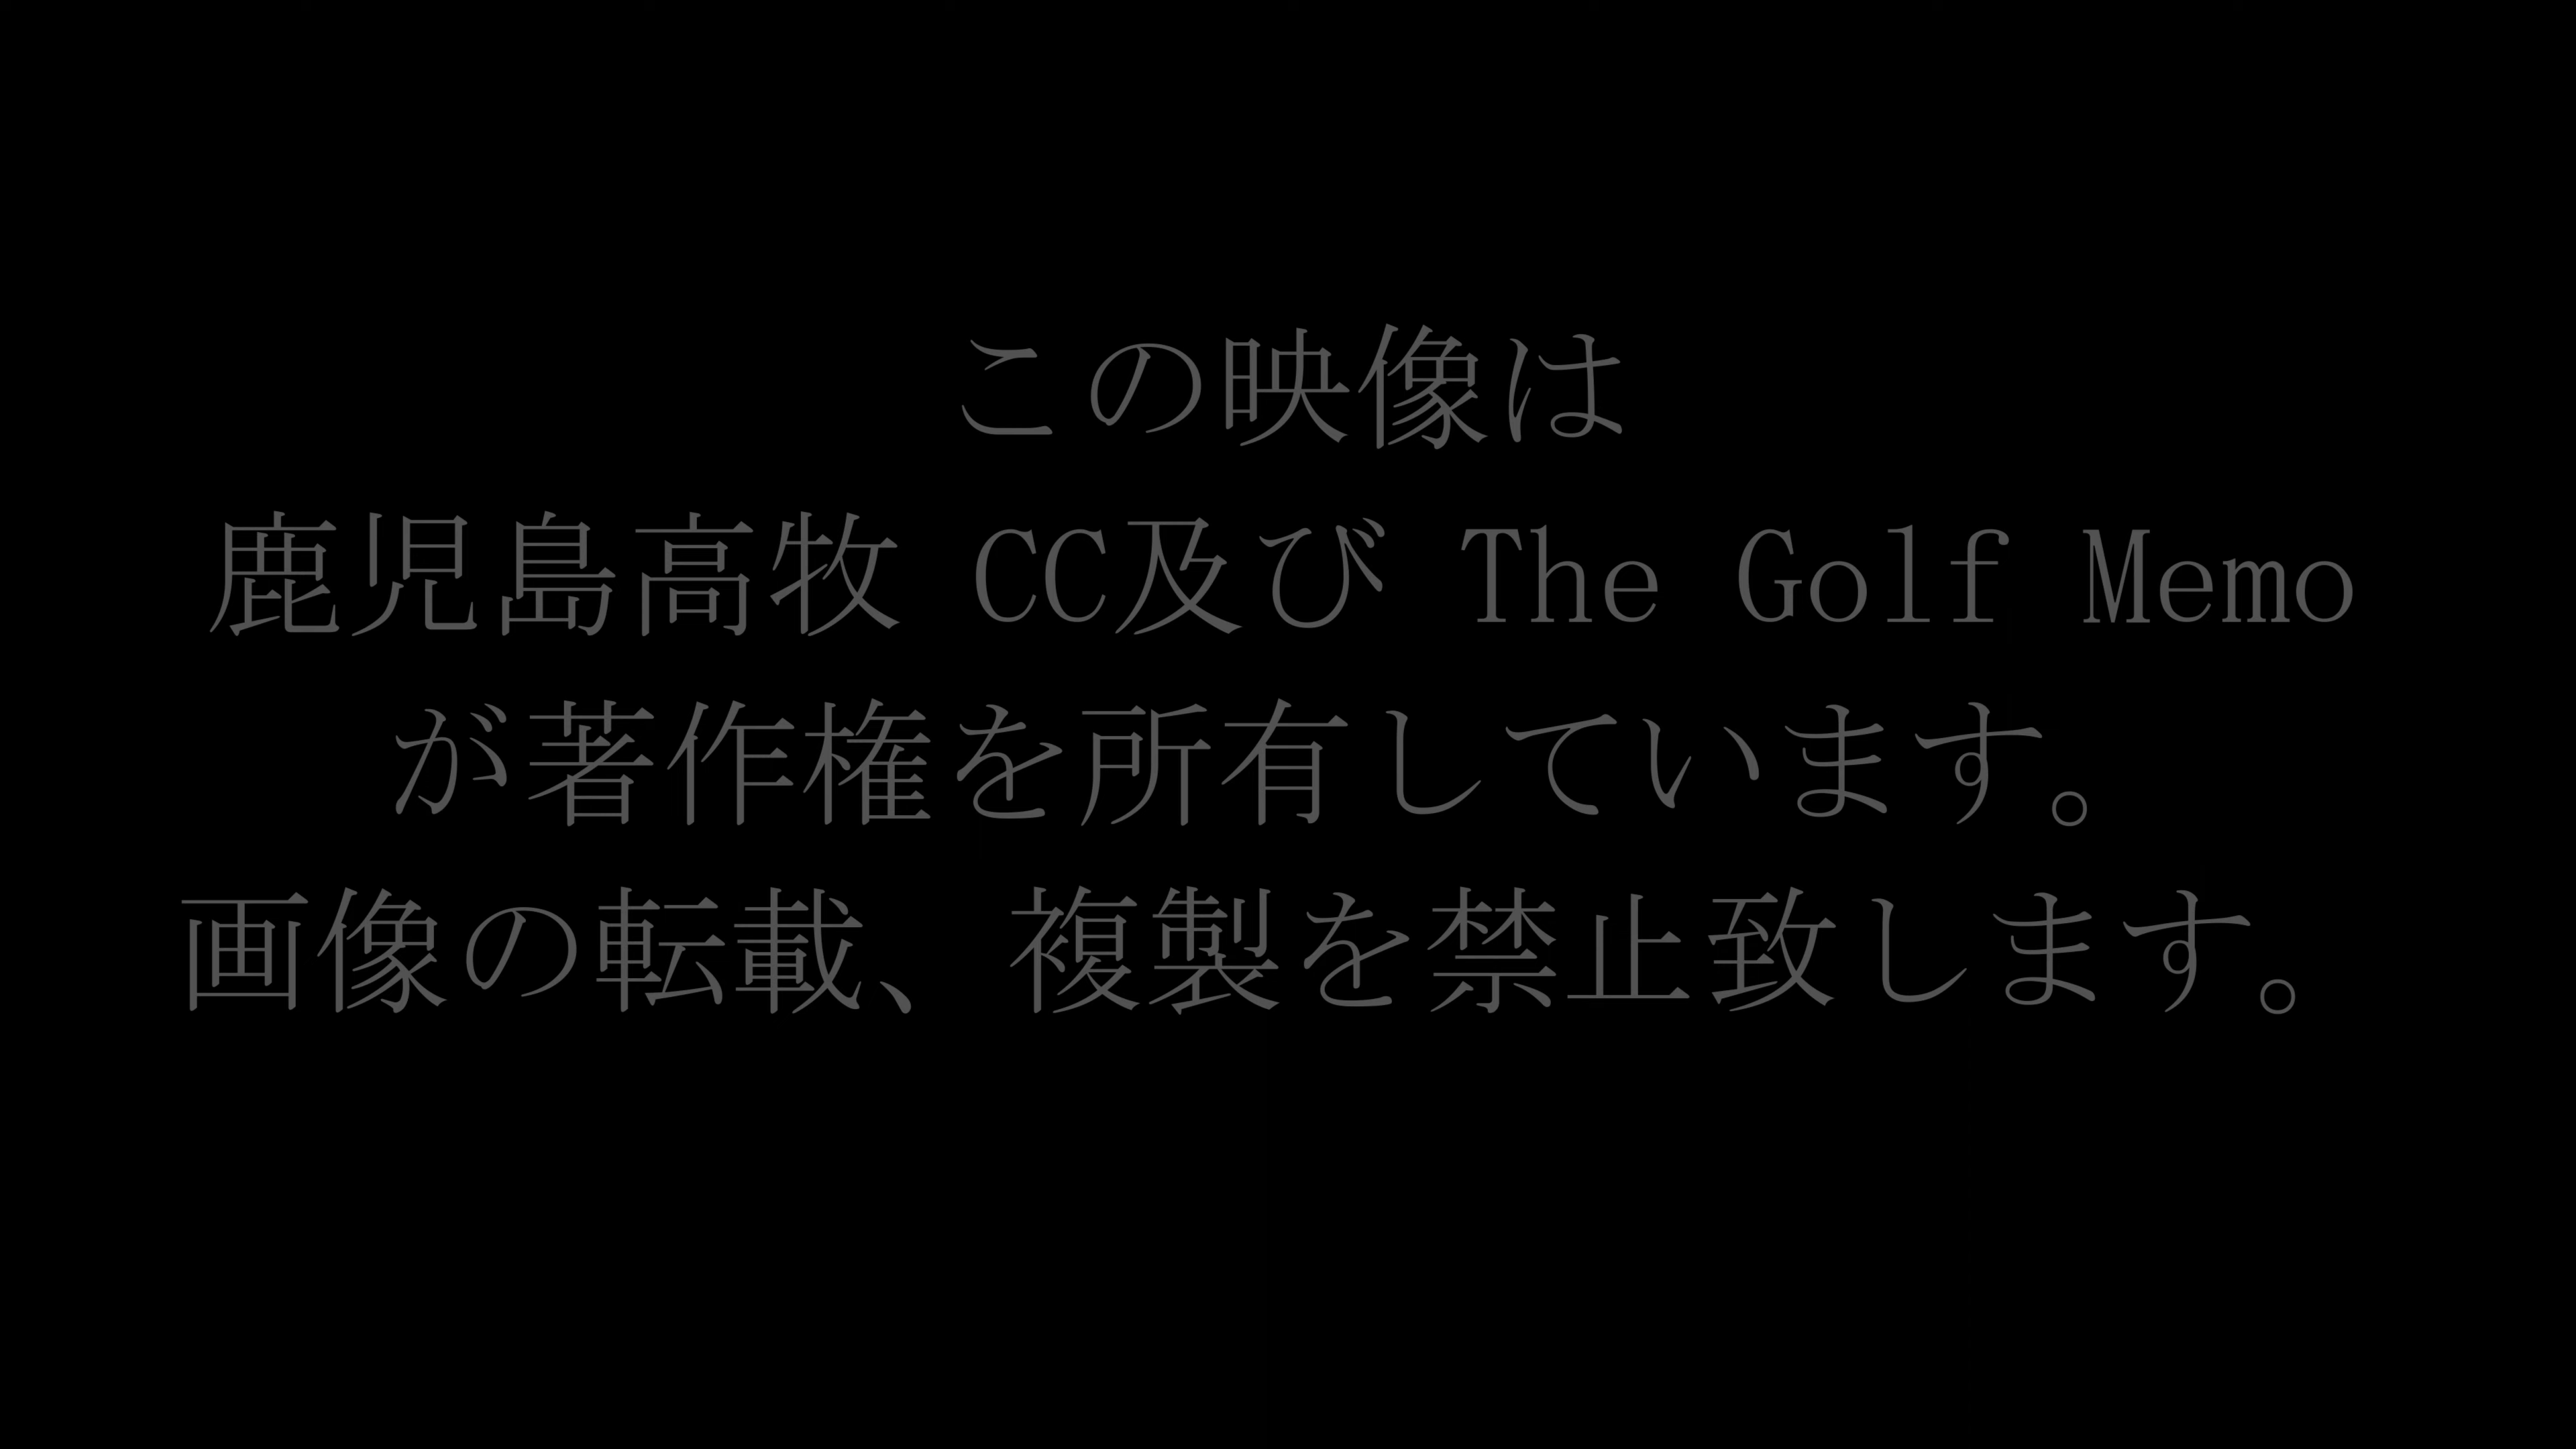 この映像は
鹿児島高牧 CC及び The Golf Memo
が著作権を所有しています。
画像の転載、複製を禁止致します。